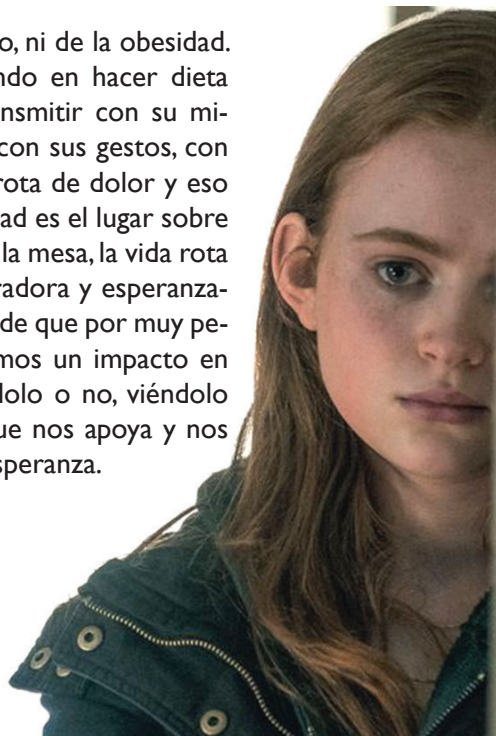 o, ni de la obesidad.
ndo en hacer dieta
nsmitir con su mi-
con sus gestos, con
rota de dolor y eso
ad es el lugar sobre
la mesa, la vida rota
radora y esperanza-
de que por muy pe-
mos un impacto en
dolo o no, viéndolo
ue nos apoya y nos
speranza.